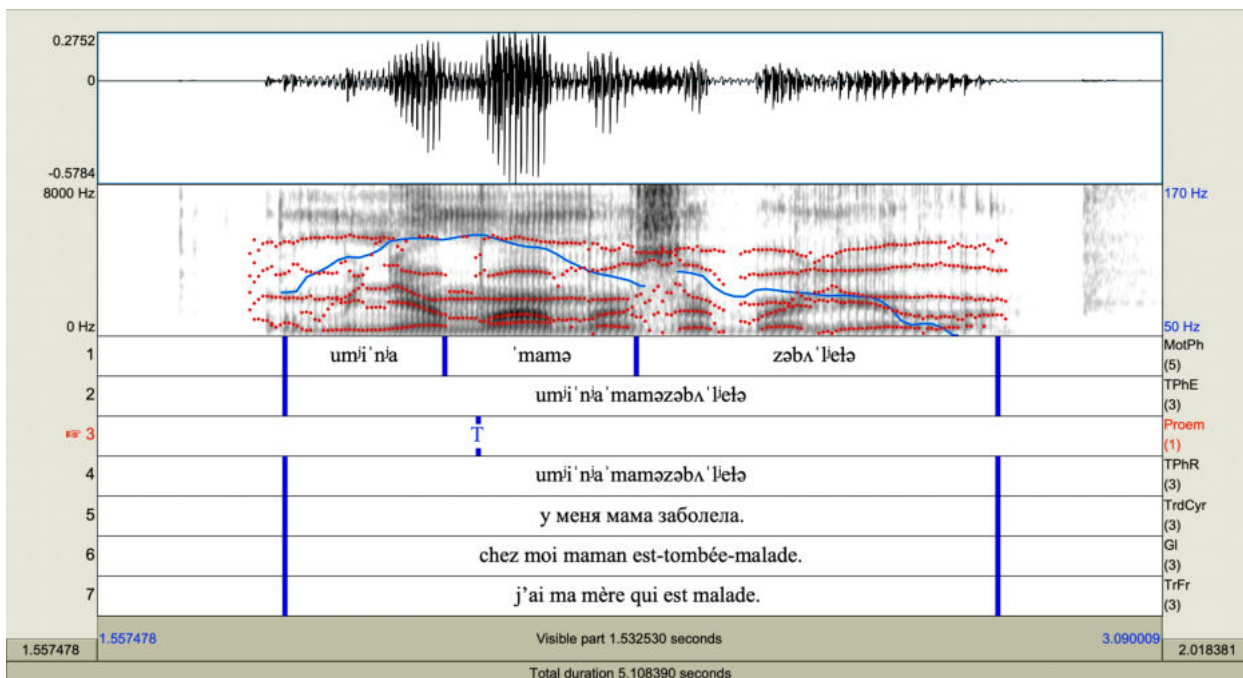 0.2752
0
-0.5784
8000 Hz 170 Hz
0 Hz 50 Hz
1 umʲiˈnʲa ˈmamə zəbʌˈlʲeɫə MotPh (5)
2 umʲiˈnʲaˈmaməzəbʌˈlʲeɫə TPhE (3)
☞ 3 T Proem (1)
4 umʲiˈnʲaˈmaməzəbʌˈlʲeɫə TPhR (3)
5 у меня мама заболела. TrdCyr (3)
6 chez moi maman est-tombée-malade. Gl (3)
7 j’ai ma mère qui est malade. TrFr (3)
1.557478 1.557478 Visible part 1.532530 seconds 3.090009 2.018381
Total duration 5.108390 seconds